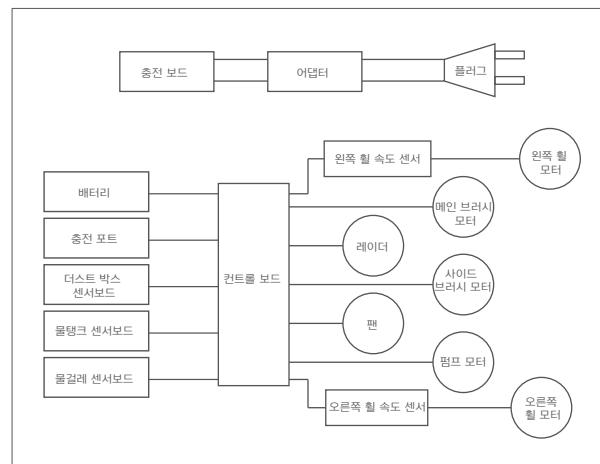 충전 보드
어댑터
플러그
배터리
충전 포트
더스트 박스
센서보드
물탱크 센서보드
물걸레 센서보드
컨트롤 보드
왼쪽 휠 속도 센서
왼쪽 휠
모터
메인 브러시
모터
레이더
사이드
브러시 모터
팬
펌프 모터
오른쪽 휠 속도 센서
오른쪽
휠 모터